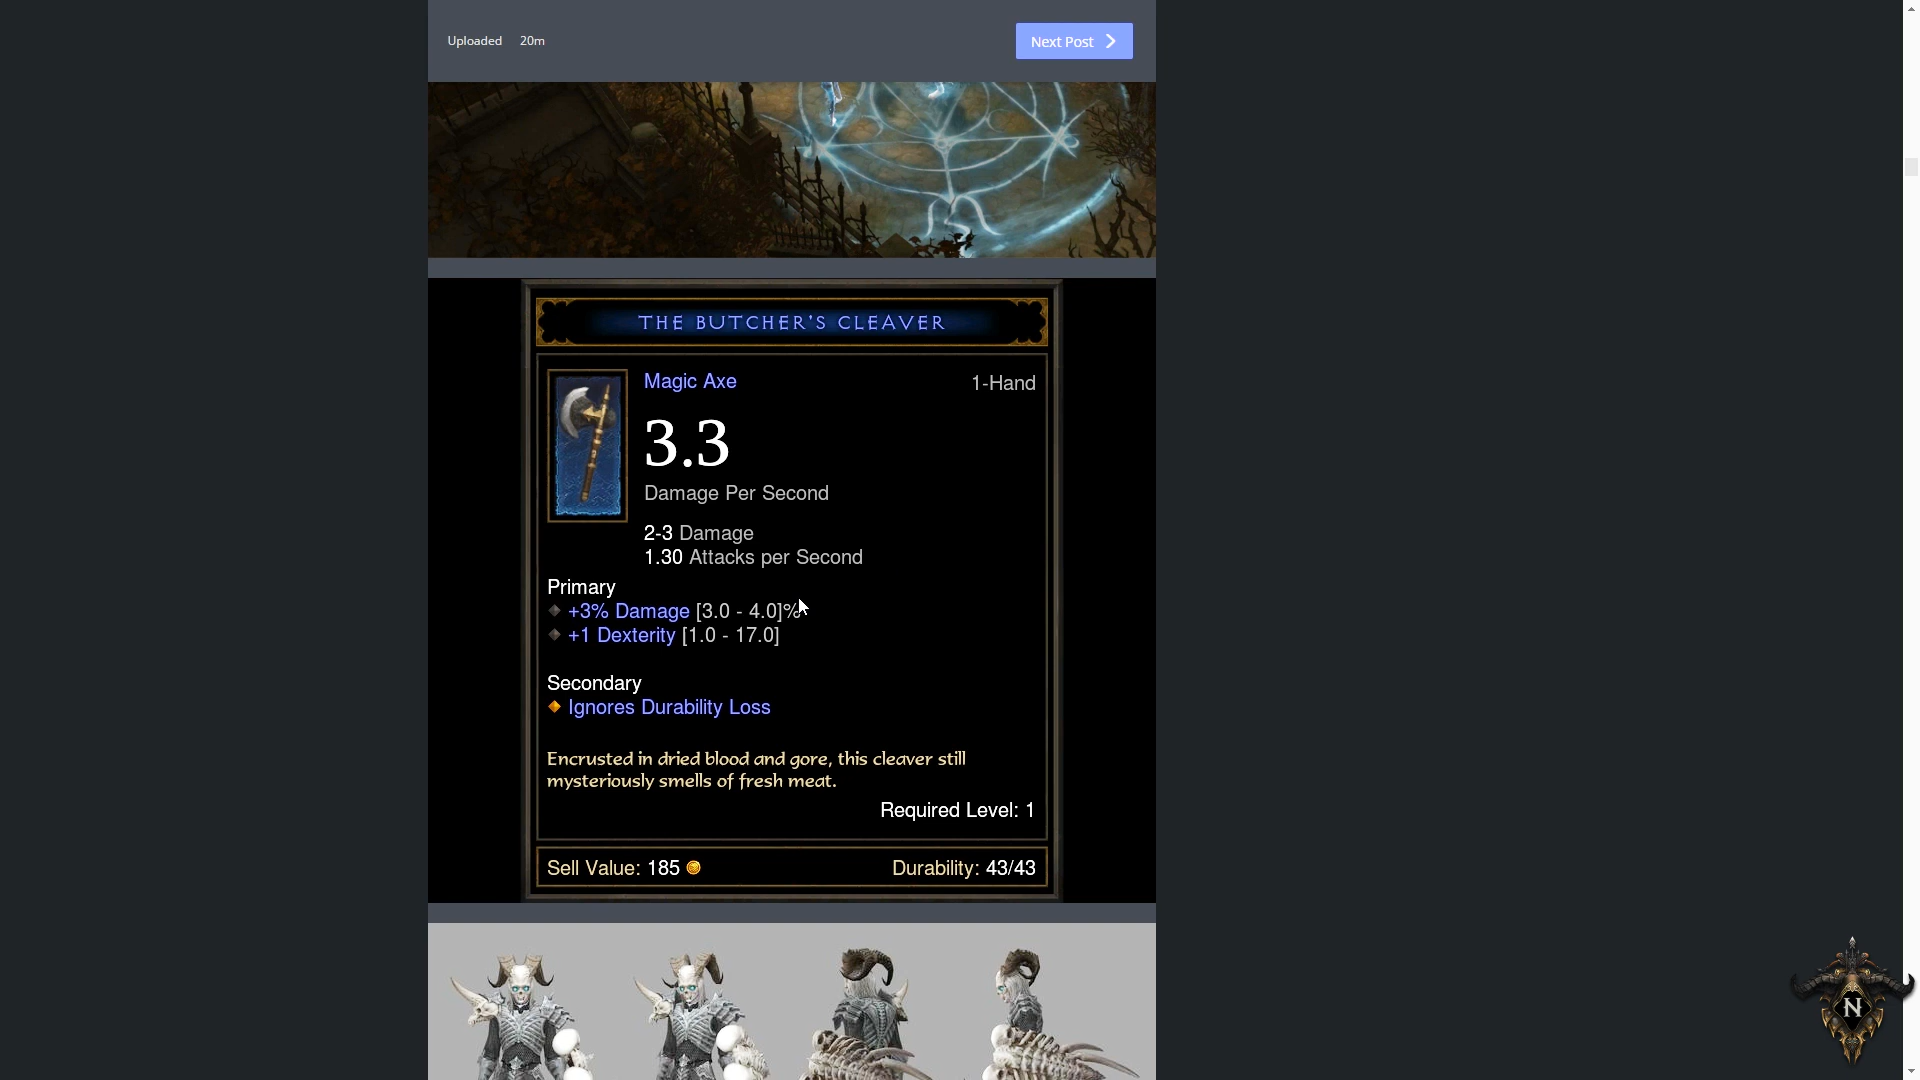 Uploaded 20m
Next Post
THE BUTCHER'S CLEAVER
Magic Axe
1-Hand
3.3
Damage Per Second
2-3 Damage
1.30 Attacks per Second
Primary
+3% Damage [3.0 - 4.0]%
+1 Dexterity [1.0 - 17.0]
Secondary
Ignores Durability Loss
Encrusted in dried blood and gore, this cleaver still
mysteriously smells of fresh meat.
Required Level: 1
Sell Value: 185
Durability: 43/43
N